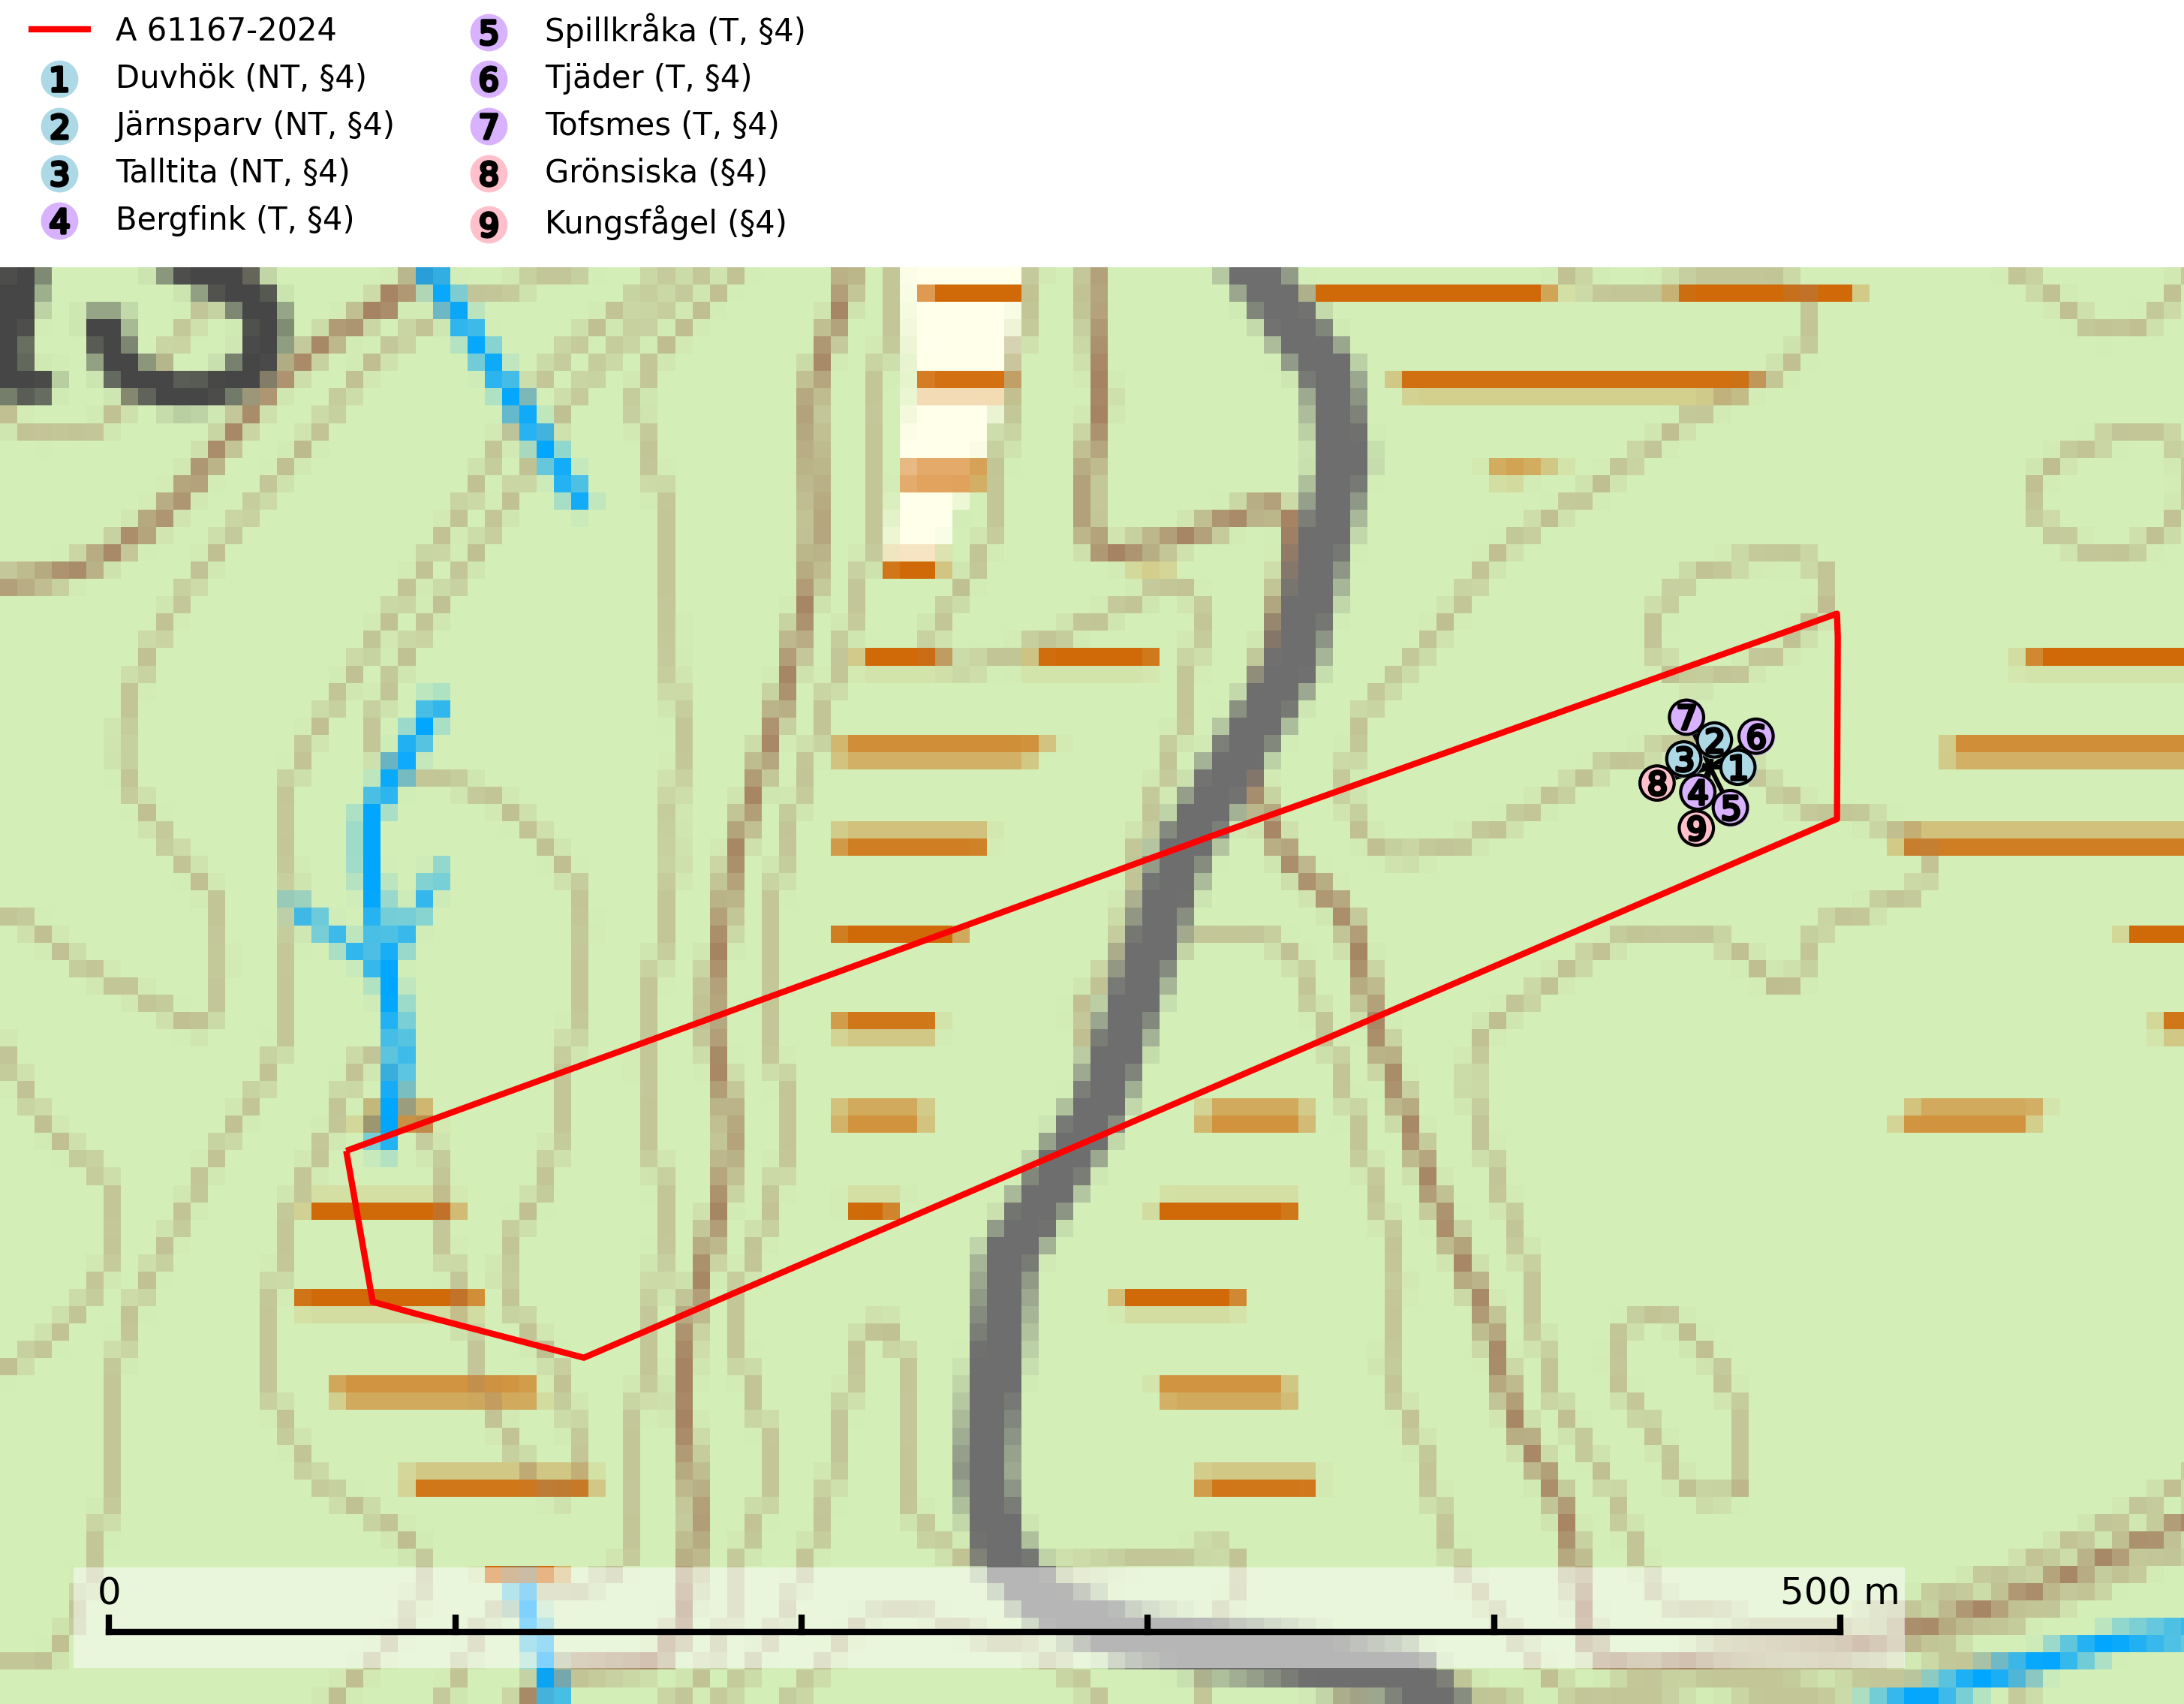 A 61167-2024
1 Duvhök (NT, §4)
2 Järnsparv (NT, §4)
3 Talltita (NT, §4)
4 Bergfink (T, §4)
5 Spillkråka (T, §4)
6 Tjäder (T, §4)
7 Tofsmes (T, §4)
8 Grönsiska (§4)
9 Kungsfågel (§4)
7
2
6
3
1
8
4
5
9
0
500 m